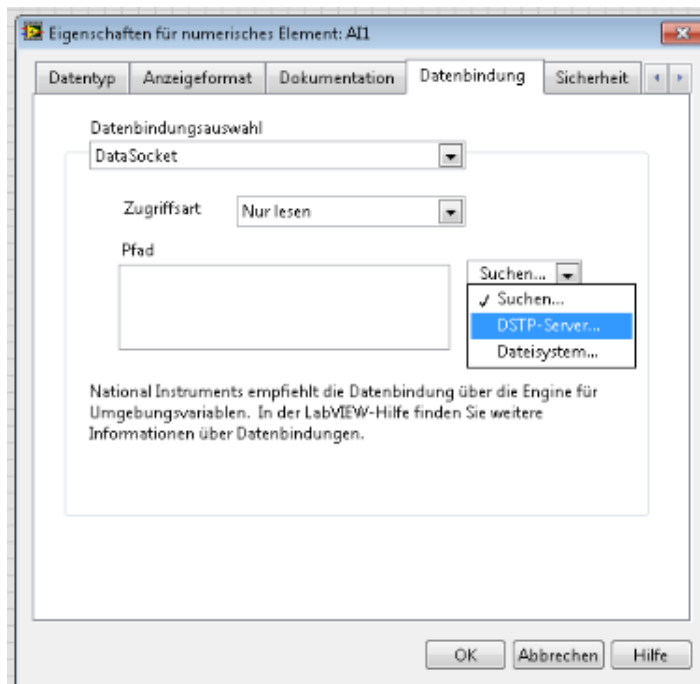 Eigenschaften für numerisches Element: AI1
Datentyp Anzeigeformat Dokumentation Datenbindung Sicherheit
Datenbindungsauswahl
DataSocket
Zugriffsart Nur lesen
Pfad
Suchen...
✓ Suchen...
DSTP-Server...
Dateisystem...
National Instruments empfiehlt die Datenbindung über die Engine für
Umgebungsvariablen. In der LabVIEW-Hilfe finden Sie weitere
Informationen über Datenbindungen.
OK Abbrechen Hilfe